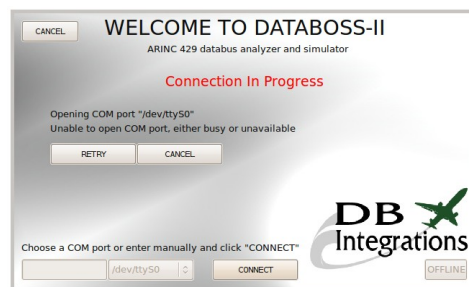 CANCEL
WELCOME TO DATABOSS-II
ARINC 429 databus analyzer and simulator
Connection In Progress
Opening COM port "/dev/ttyS0"
Unable to open COM port, either busy or unavailable
RETRY CANCEL
DB
Integrations
Choose a COM port or enter manually and click "CONNECT"
/dev/ttyS0 CONNECT OFFLINE